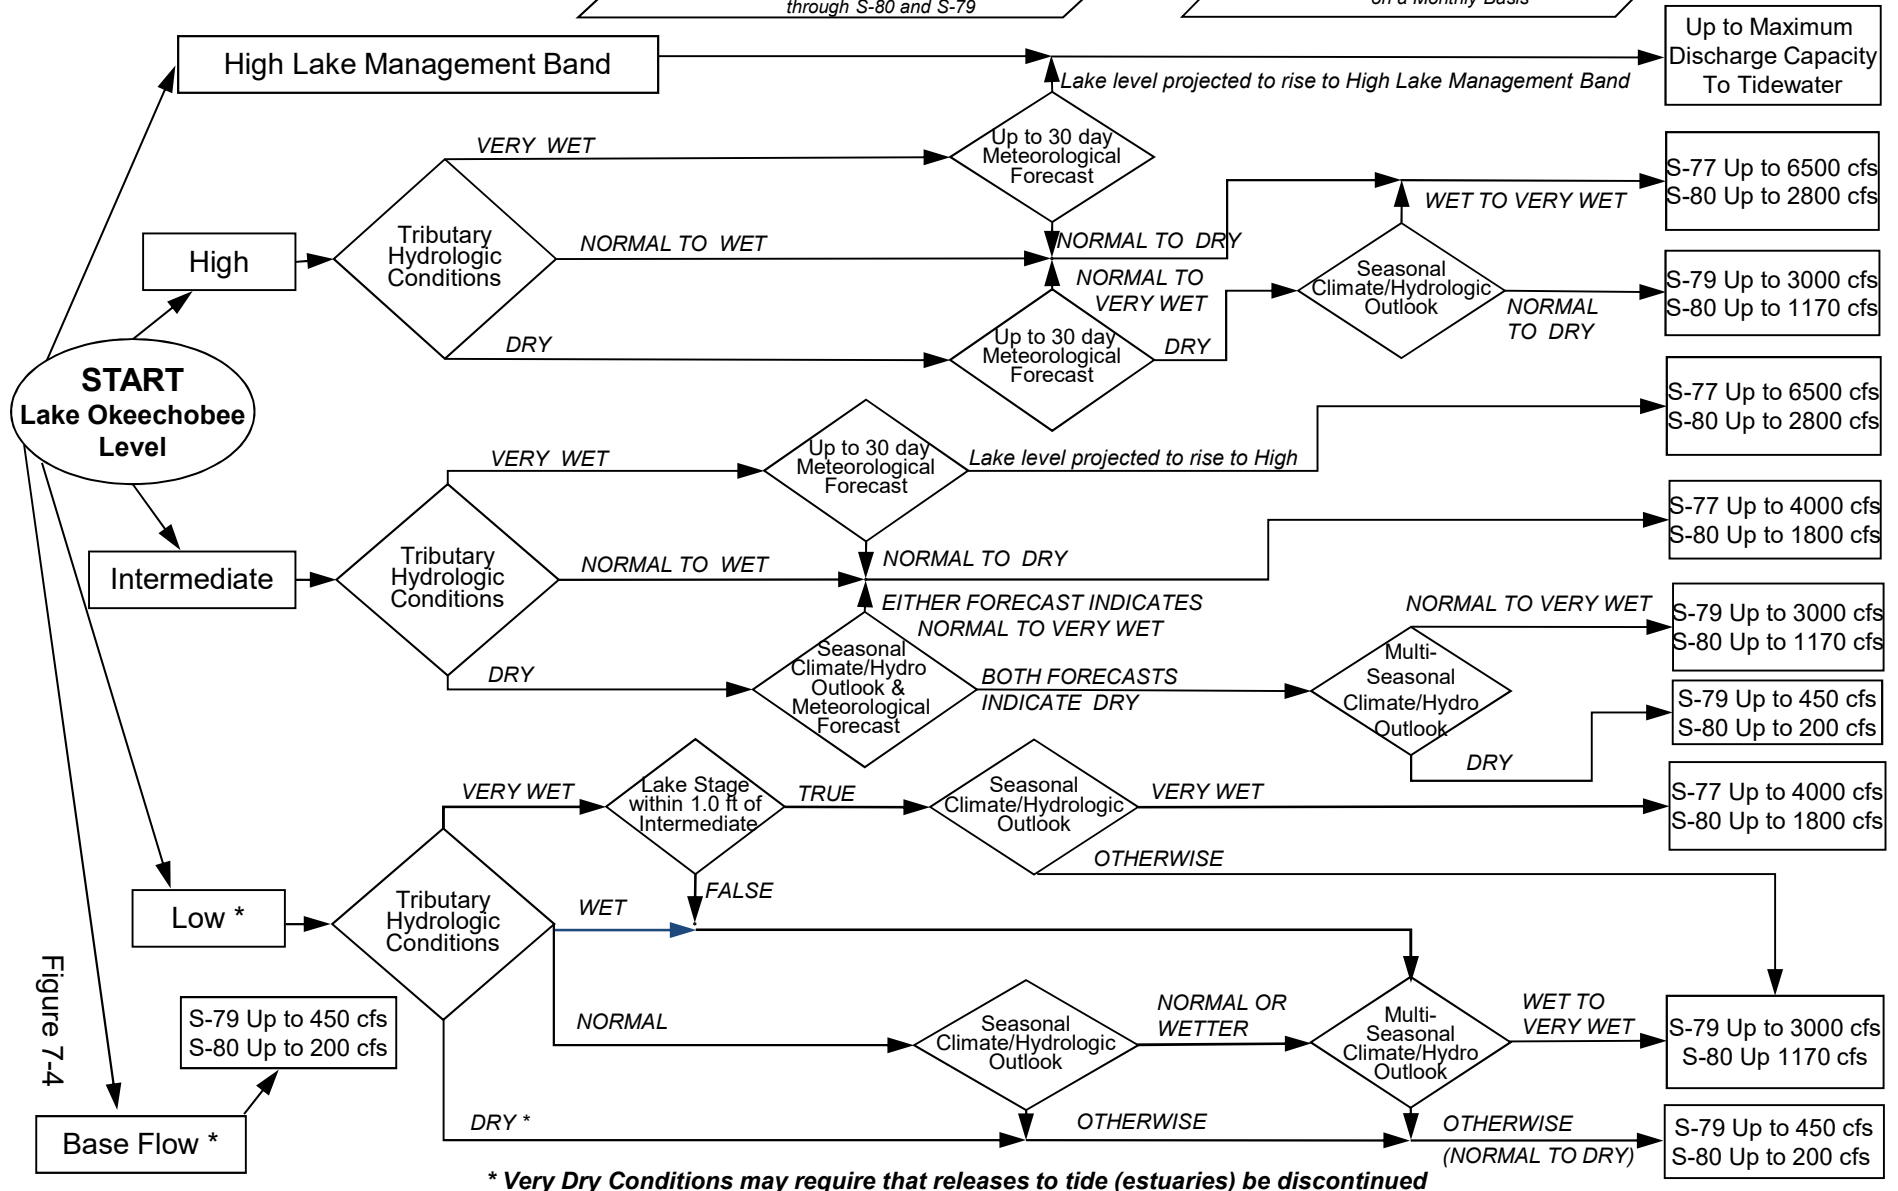 through S-80 and S-79
on a Monthly Basis
High Lake Management Band
Up to Maximum
Discharge Capacity
To Tidewater
Lake level projected to rise to High Lake Management Band
VERY WET
Up to 30 day
Meteorological
Forecast
S-77 Up to 6500 cfs
S-80 Up to 2800 cfs
WET TO VERY WET
High
Tributary
Hydrologic
Conditions
NORMAL TO WET
NORMAL TO DRY
NORMAL TO
VERY WET
Seasonal
Climate/Hydrologic
Outlook
NORMAL
TO DRY
S-79 Up to 3000 cfs
S-80 Up to 1170 cfs
DRY
Up to 30 day
Meteorological
Forecast
DRY
START
Lake Okeechobee
Level
S-77 Up to 6500 cfs
S-80 Up to 2800 cfs
VERY WET
Up to 30 day
Meteorological
Forecast
Lake level projected to rise to High
S-77 Up to 4000 cfs
S-80 Up to 1800 cfs
Intermediate
Tributary
Hydrologic
Conditions
NORMAL TO WET
NORMAL TO DRY
EITHER FORECAST INDICATES
NORMAL TO VERY WET
NORMAL TO VERY WET
S-79 Up to 3000 cfs
S-80 Up to 1170 cfs
DRY
Seasonal
Climate/Hydro
Outlook &
Meteorological
Forecast
BOTH FORECASTS
INDICATE DRY
Multi-
Seasonal
Climate/Hydro
Outlook
DRY
S-79 Up to 450 cfs
S-80 Up to 200 cfs
VERY WET
Lake Stage
within 1.0 ft of
Intermediate
TRUE
Seasonal
Climate/Hydrologic
Outlook
VERY WET
S-77 Up to 4000 cfs
S-80 Up to 1800 cfs
OTHERWISE
FALSE
Low *
Tributary
Hydrologic
Conditions
WET
NORMAL
Seasonal
Climate/Hydrologic
Outlook
NORMAL OR
WETTER
Multi-
Seasonal
Climate/Hydro
Outlook
WET TO
VERY WET
S-79 Up to 3000 cfs
S-80 Up 1170 cfs
Figure 7-4
S-79 Up to 450 cfs
S-80 Up to 200 cfs
Base Flow *
DRY *
OTHERWISE
OTHERWISE
(NORMAL TO DRY)
S-79 Up to 450 cfs
S-80 Up to 200 cfs
* Very Dry Conditions may require that releases to tide (estuaries) be discontinued